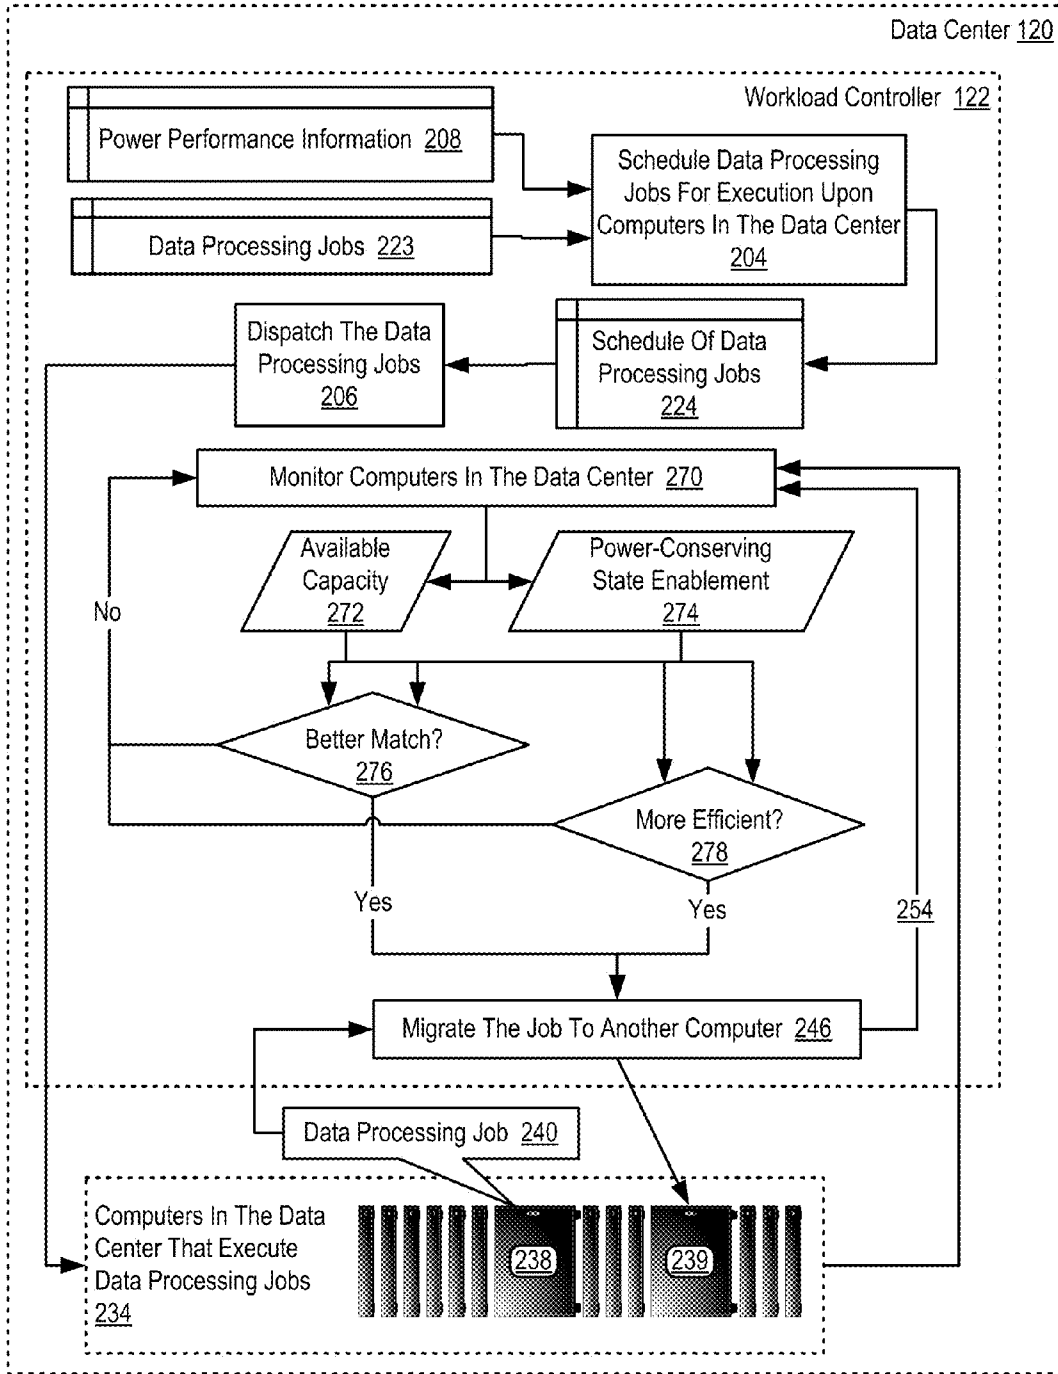 Data Center 120
Workload Controller 122
Power Performance Information 208
Schedule Data Processing
Jobs For Execution Upon
Computers In The Data Center
204
Data Processing Jobs 223
Dispatch The Data
Processing Jobs
206
Schedule Of Data
Processing Jobs
224
Monitor Computers In The Data Center 270
Available
Capacity
272
Power-Conserving
State Enablement
274
No
Better Match?
276
More Efficient?
278
Yes
Yes
254
Migrate The Job To Another Computer 246
Data Processing Job 240
Computers In The Data
Center That Execute
Data Processing Jobs
234
238
239